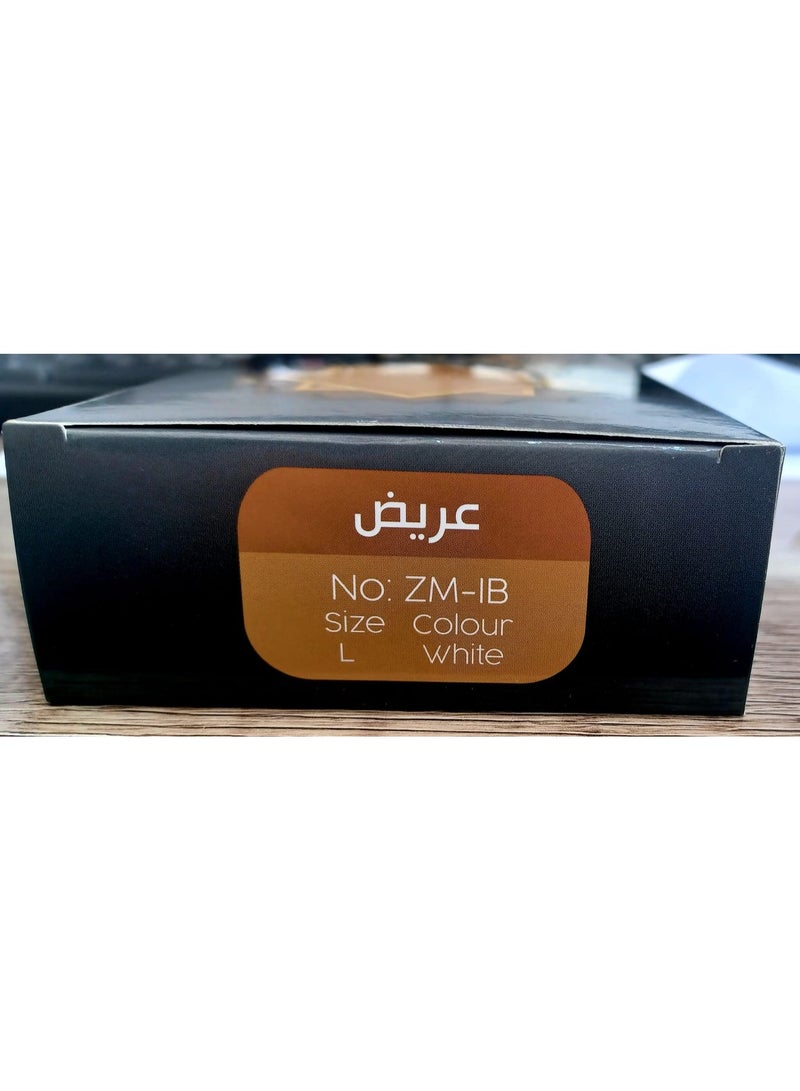 عريض
No: ZM-IB
Size Colour
L White